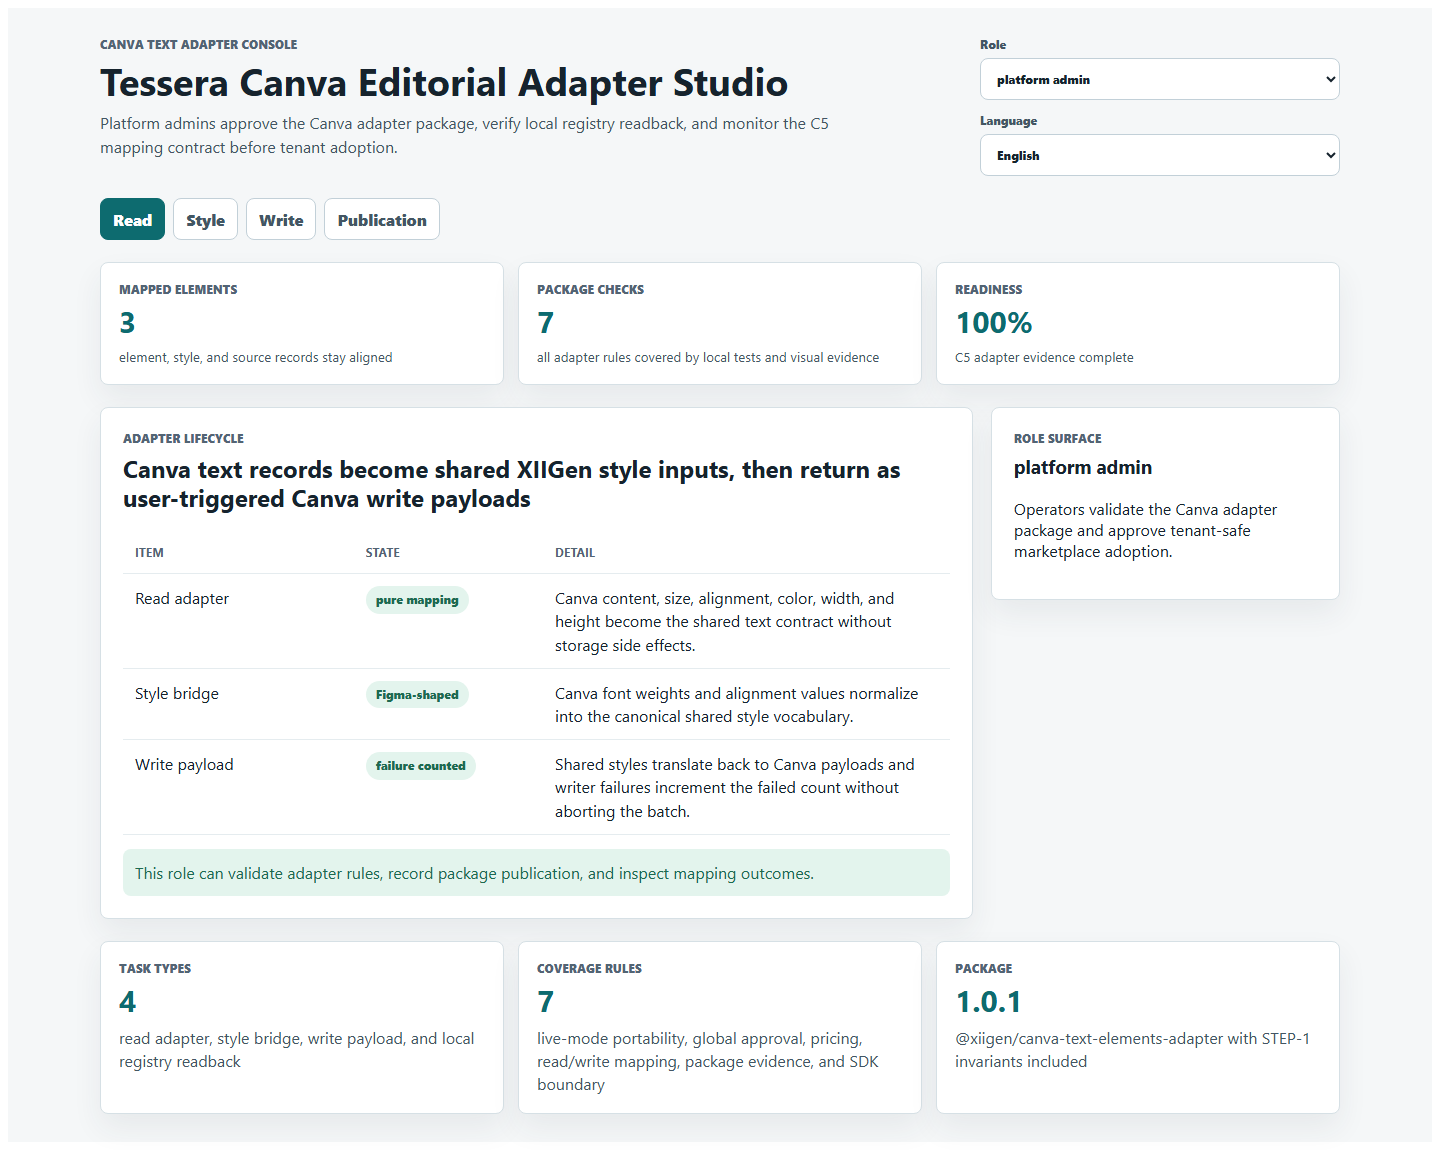 CANVA TEXT ADAPTER CONSOLE
Tessera Canva Editorial Adapter Studio
Platform admins approve the Canva adapter package, verify local registry readback, and monitor the C5
mapping contract before tenant adoption.
Role
platform admin
Language
English
Read
Style
Write
Publication
MAPPED ELEMENTS
3
element, style, and source records stay aligned
PACKAGE CHECKS
7
all adapter rules covered by local tests and visual evidence
READINESS
100%
C5 adapter evidence complete
ADAPTER LIFECYCLE
Canva text records become shared XIIGen style inputs, then return as
user-triggered Canva write payloads
ITEM STATE DETAIL
Read adapter
pure mapping
Canva content, size, alignment, color, width, and
height become the shared text contract without
storage side effects.
Style bridge
Figma-shaped
Canva font weights and alignment values normalize
into the canonical shared style vocabulary.
Write payload
failure counted
Shared styles translate back to Canva payloads and
writer failures increment the failed count without
aborting the batch.
This role can validate adapter rules, record package publication, and inspect mapping outcomes.
ROLE SURFACE
platform admin
Operators validate the Canva adapter
package and approve tenant-safe
marketplace adoption.
TASK TYPES
4
read adapter, style bridge, write payload, and local
registry readback
COVERAGE RULES
7
live-mode portability, global approval, pricing,
read/write mapping, package evidence, and SDK
boundary
PACKAGE
1.0.1
@xiigen/canva-text-elements-adapter with STEP-1
invariants included